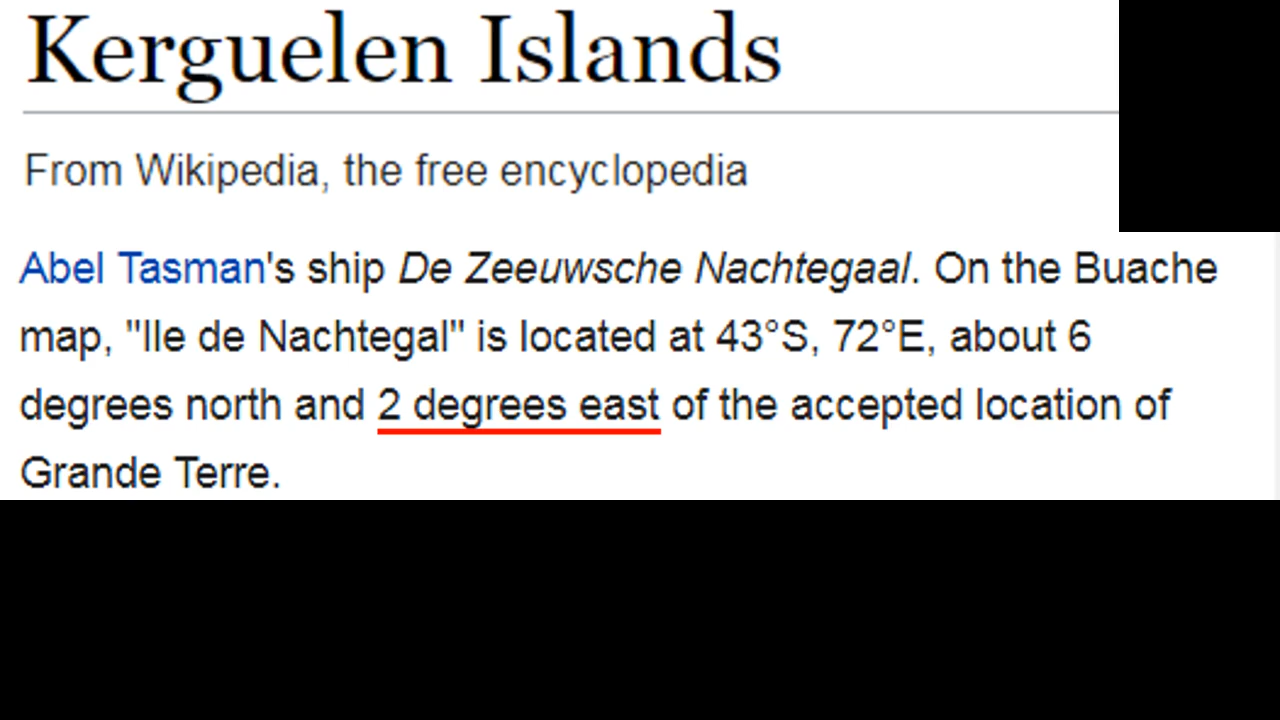 Kerguelen Islands
From Wikipedia, the free encyclopedia
Abel Tasman's ship De Zeeuwsche Nachtegaal. On the Buache
map, "Ile de Nachtegal" is located at 43°S, 72°E, about 6
degrees north and 2 degrees east of the accepted location of
Grande Terre.